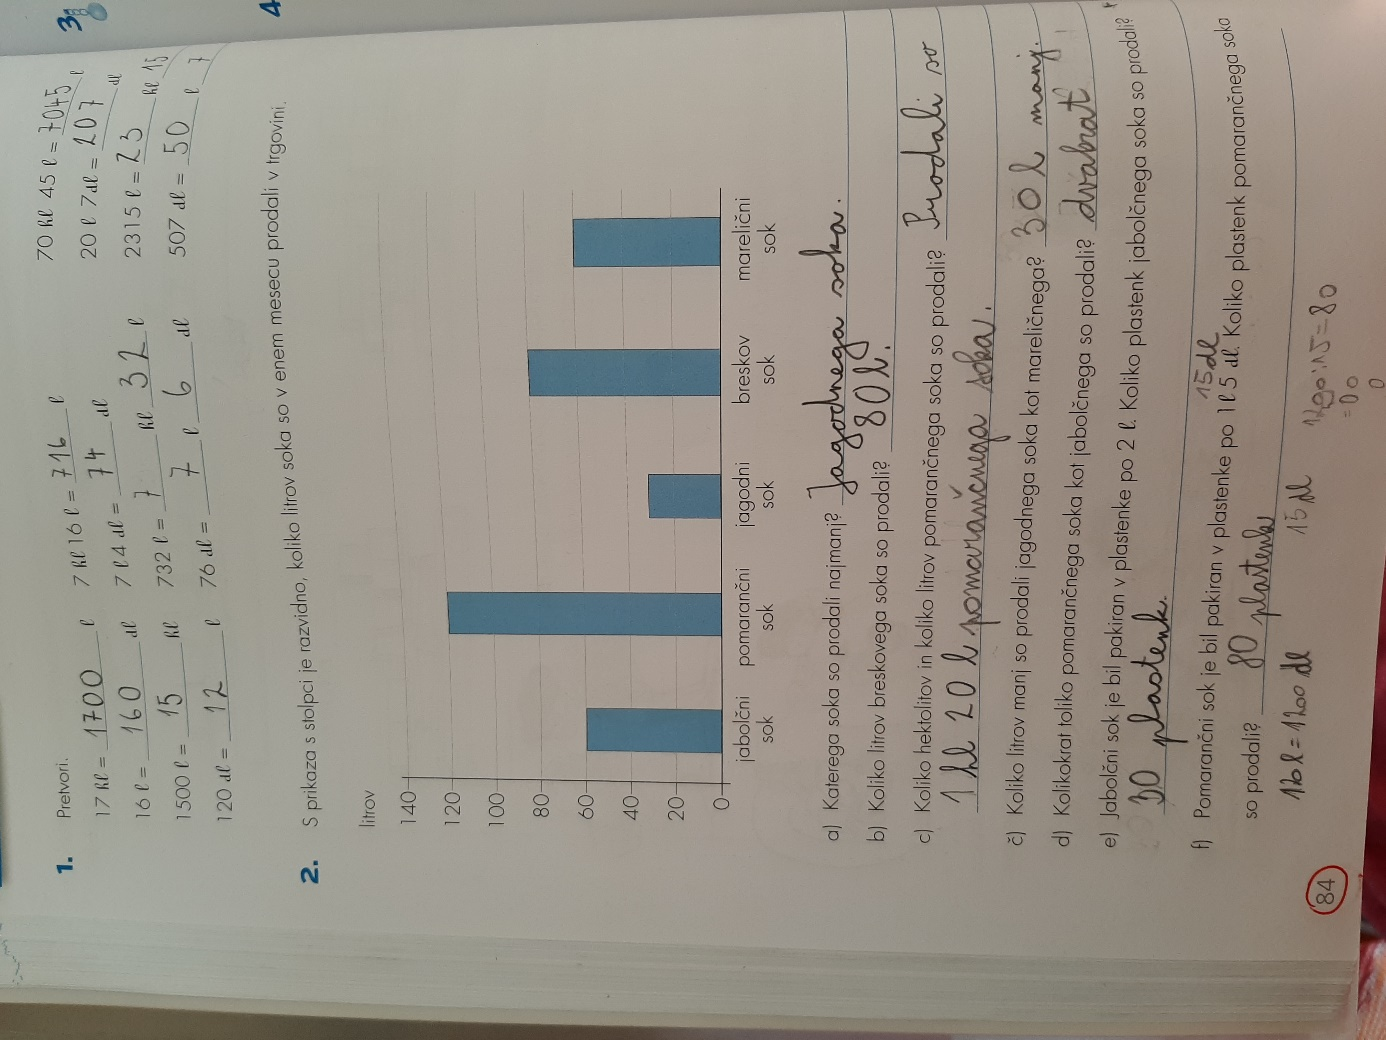 1. Pretvori.
17 hl = 1700 l 7 hl 16 l = 716 l 70 hl 45 l = 7045 l
16 l = 160 dl 7 l 4 dl = 74 dl 20 l 7 dl = 207 dl
1500 l = 15 hl 732 l = 7 hl 32 l 2315 l = 23 hl 15
120 dl = 12 l 76 dl = 7 l 6 dl 507 dl = 50 l 7
2. S prikaza s stolpci je razvidno, koliko litrov soka so v enem mesecu prodali v trgovini.
litrov
140
120
100
80
60
40
20
0
jabolčni sok pomarančni sok jagodni sok breskov sok marelični sok
a) Katerega soka so prodali najmanj? Jagodnega soka.
b) Koliko litrov breskovega soka so prodali? 80 l.
c) Koliko hektolitrov in koliko litrov pomarančnega soka so prodali? Prodali so
1 hl 20 l pomarančnega soka.
č) Koliko litrov manj so prodali jagodnega soka kot mareličnega? 30 l manj.
d) Kolikokrat toliko pomarančnega soka kot jabolčnega so prodali? dvakrat
e) Jabolčni sok je bil pakiran v plastenke po 2 l. Koliko plastenk jabolčnega soka so prodali?
30 plastenk.
15 dl
f) Pomarančni sok je bil pakiran v plastenke po 1 l 5 dl. Koliko plastenk pomarančnega soka
so prodali? 80 plastenk
120 l = 1200 dl 15 dl 1200:15=80
=00
0
84
3.
4